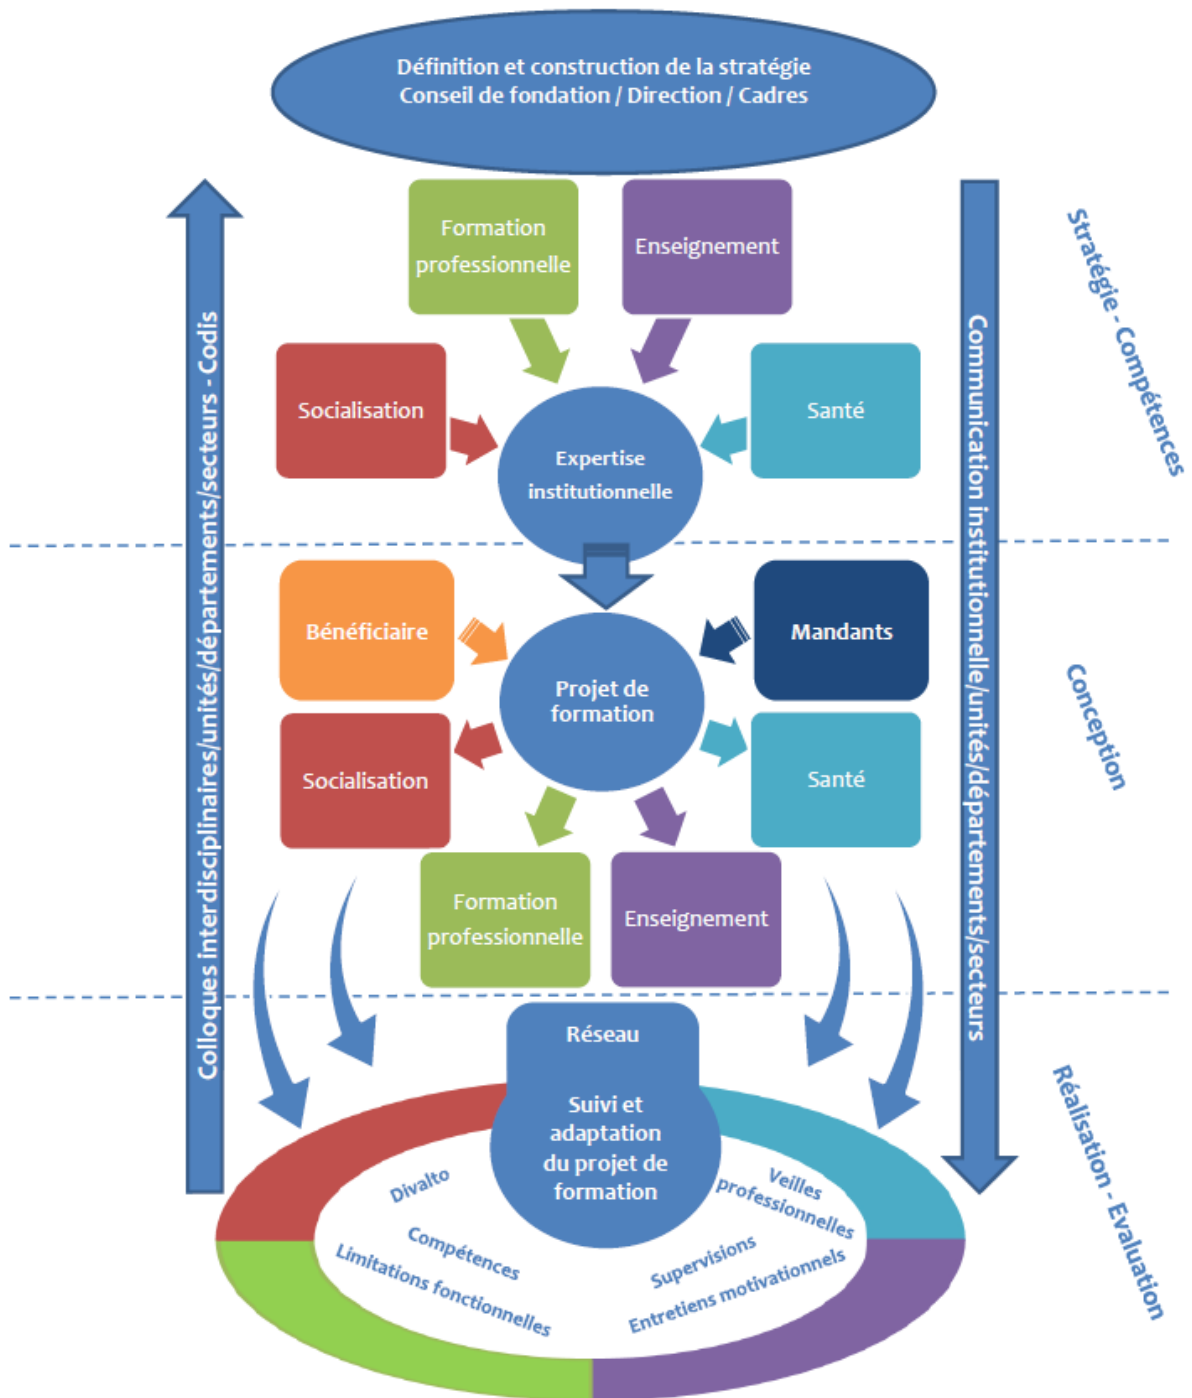 Définition et construction de la stratégie
Conseil de fondation / Direction / Cadres
Formation
professionnelle
Enseignement
Socialisation
Santé
Expertise
institutionnelle
Stratégie - Compétences
Colloques interdisciplinaires/unités/départements/secteurs - Codis
Communication institutionnelle/unités/départements/secteurs
Bénéficiaire
Mandants
Projet de
formation
Socialisation
Santé
Conception
Formation
professionnelle
Enseignement
Réseau
Suivi et
adaptation
du projet de
formation
Divalto
Compétences
Limitations fonctionnelles
Veilles
professionnelles
Supervisions
Entretiens motivationnels
Réalisation - Evaluation